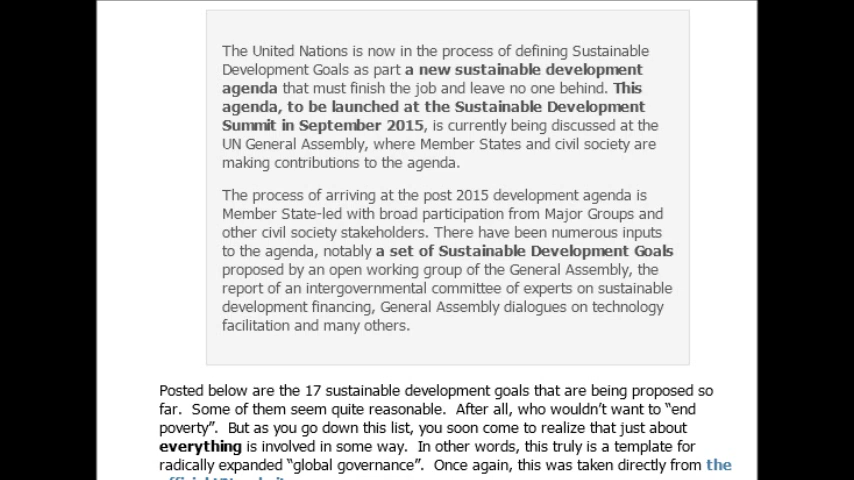 The United Nations is now in the process of defining Sustainable
Development Goals as part a new sustainable development
agenda that must finish the job and leave no one behind. This
agenda, to be launched at the Sustainable Development
Summit in September 2015, is currently being discussed at the
UN General Assembly, where Member States and civil society are
making contributions to the agenda.
The process of arriving at the post 2015 development agenda is
Member State-led with broad participation from Major Groups and
other civil society stakeholders. There have been numerous inputs
to the agenda, notably a set of Sustainable Development Goals
proposed by an open working group of the General Assembly, the
report of an intergovernmental committee of experts on sustainable
development financing, General Assembly dialogues on technology
facilitation and many others.
Posted below are the 17 sustainable development goals that are being proposed so
far. Some of them seem quite reasonable. After all, who wouldn't want to “end
poverty”. But as you go down this list, you soon come to realize that just about
everything is involved in some way. In other words, this truly is a template for
radically expanded “global governance”. Once again, this was taken directly from the